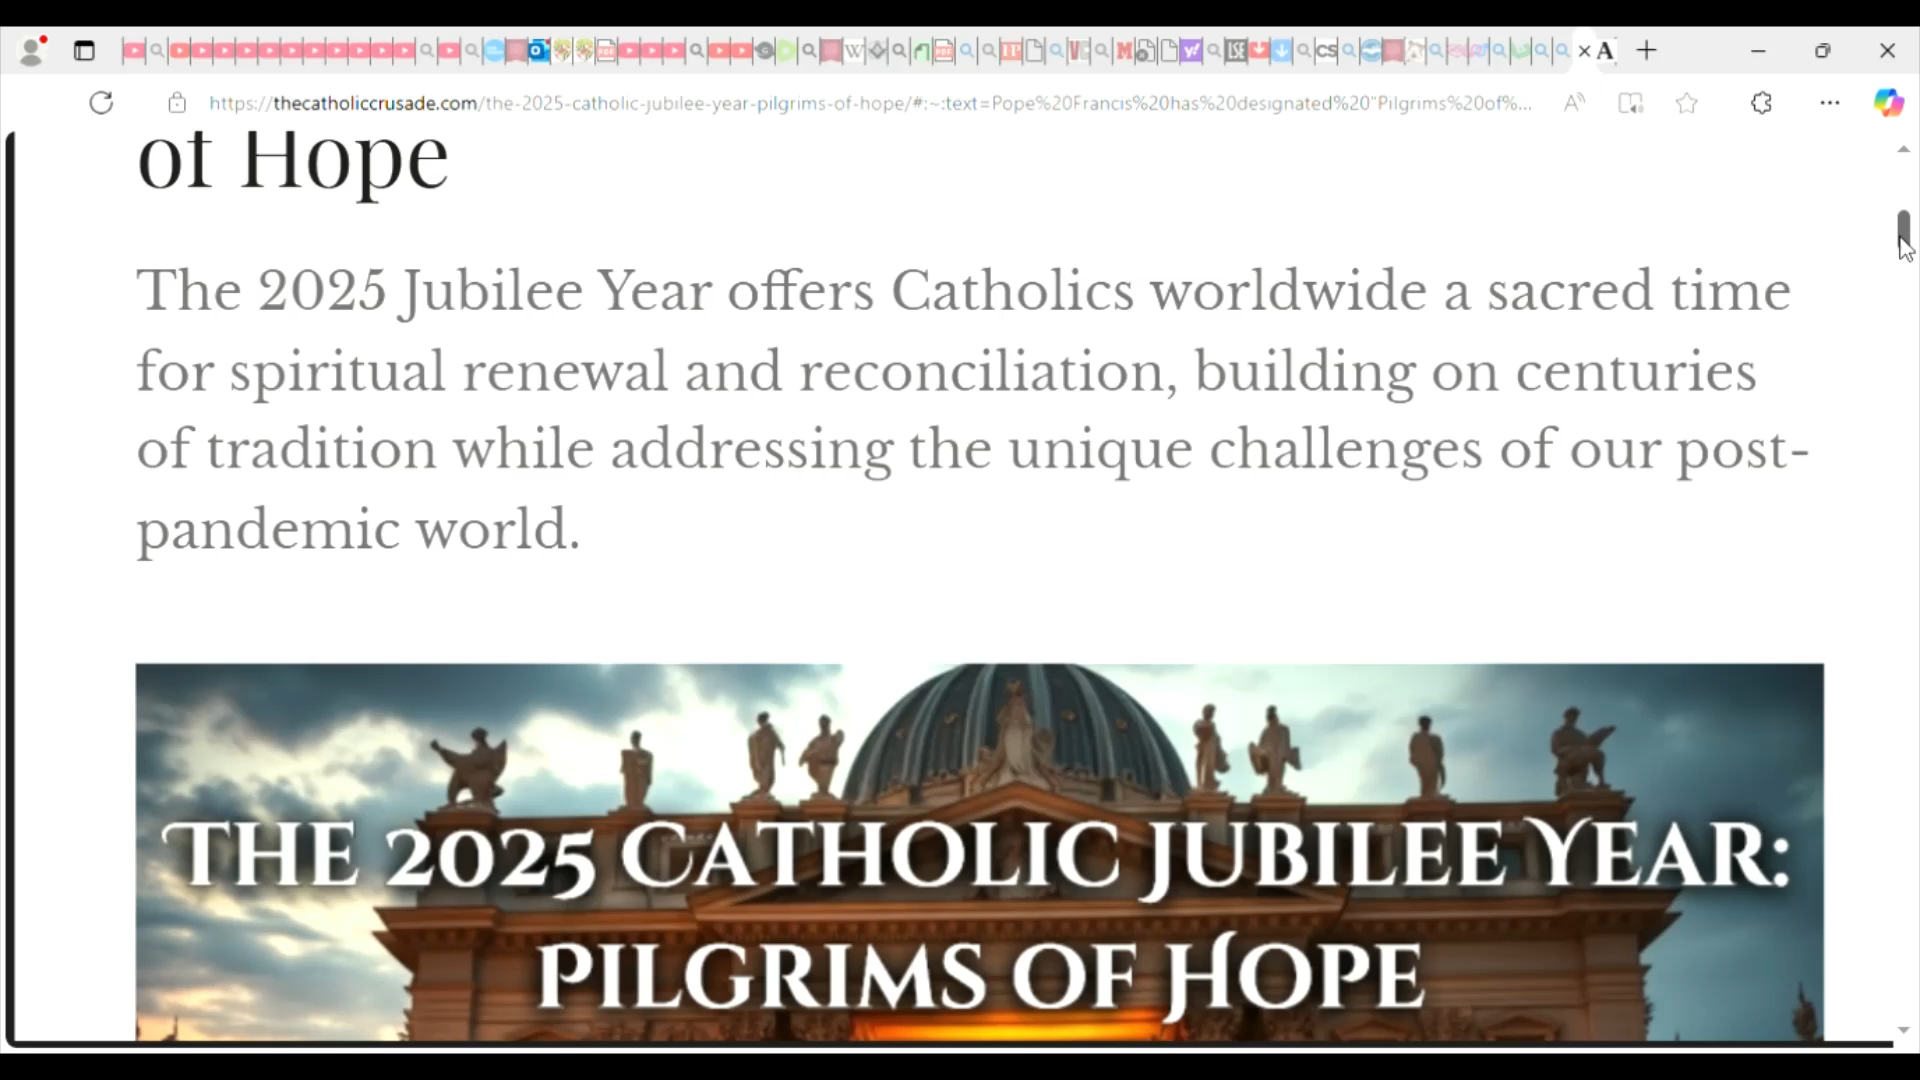 https://thecatholiccrusade.com/the-2025-catholic-jubilee-year-pilgrims-of-hope/#:~:text=Pope%20Francis%20has%20designated%20"Pilgrims%20of%...
of Hope
The 2025 Jubilee Year offers Catholics worldwide a sacred time
for spiritual renewal and reconciliation, building on centuries
of tradition while addressing the unique challenges of our post-
pandemic world.
THE 2025 CATHOLIC JUBILEE YEAR:
PILGRIMS OF HOPE